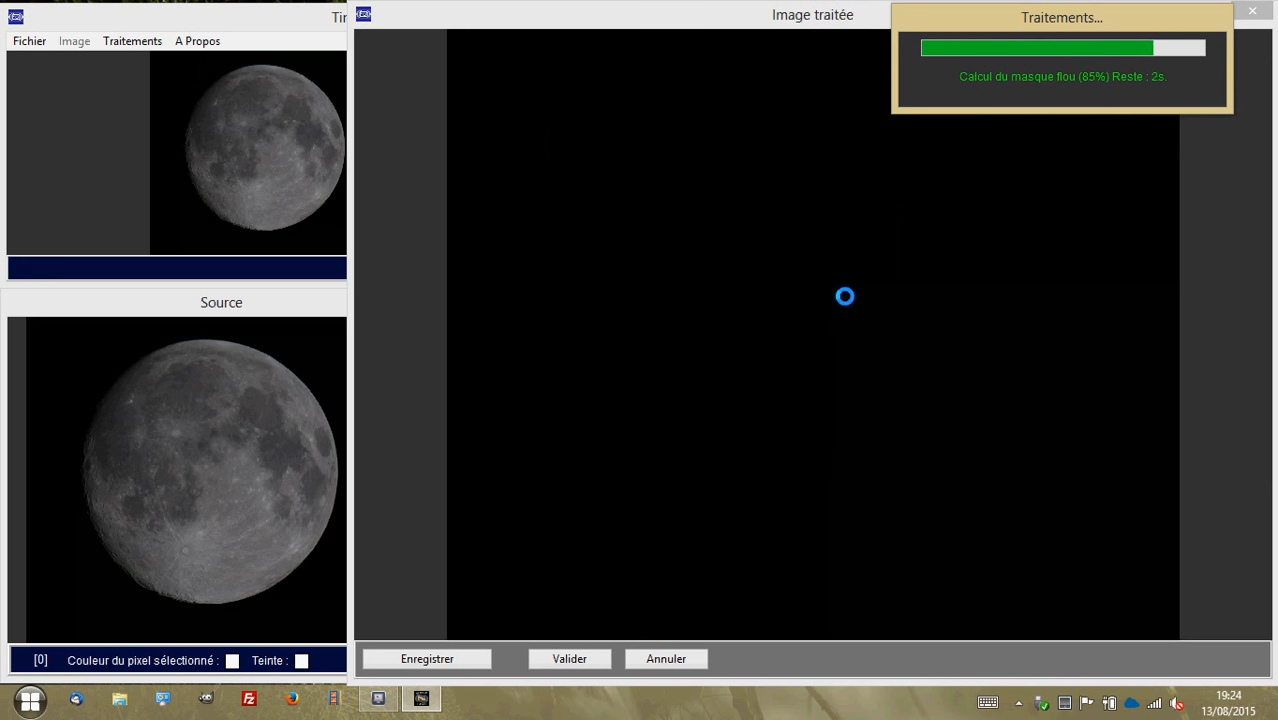 Tir
Fichier Image Traitements A Propos
Source
[0] Couleur du pixel sélectionné : Teinte :
Image traitée
Traitements...
Calcul du masque flou (85%) Reste : 2s.
Enregistrer Valider Annuler
19:24
13/08/2015